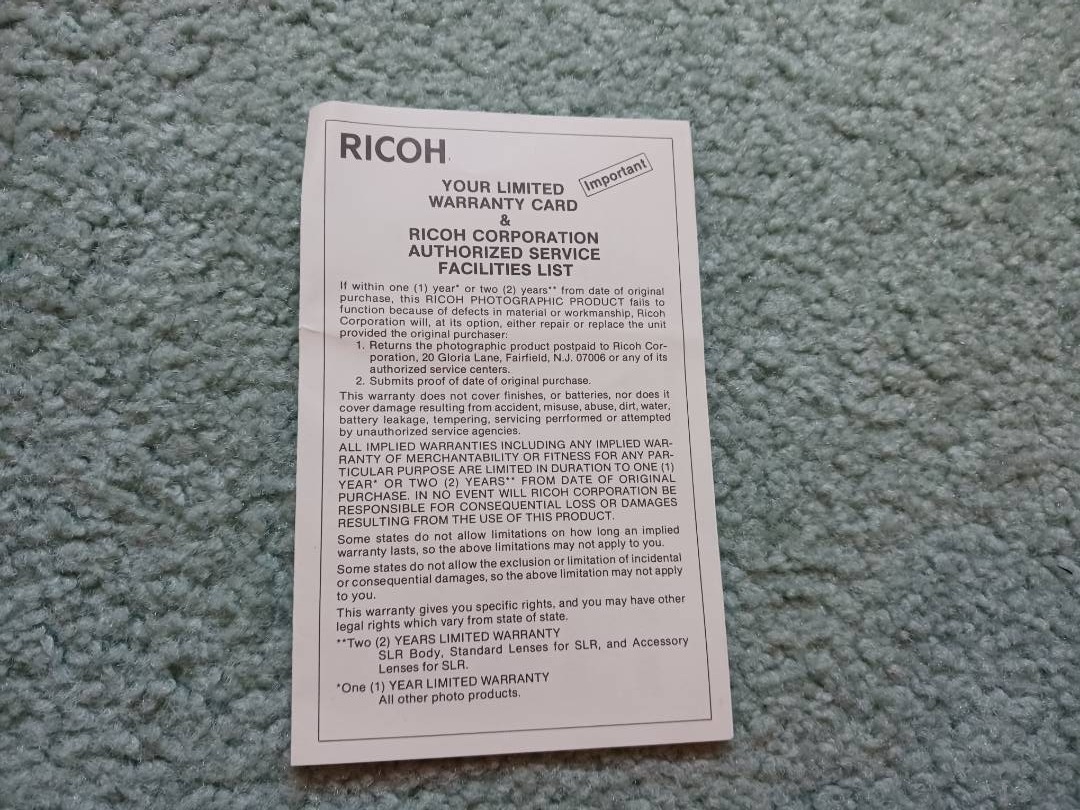 RICOH
Important
YOUR LIMITED
WARRANTY CARD
&
RICOH CORPORATION
AUTHORIZED SERVICE
FACILITIES LIST
If within one (1) year* or two (2) years** from date of original
purchase, this RICOH PHOTOGRAPHIC PRODUCT fails to
function because of defects in material or workmanship, Ricoh
Corporation will, at its option, either repair or replace the unit
provided the original purchaser:
1. Returns the photographic product postpaid to Ricoh Cor-
poration, 20 Gloria Lane, Fairfield, N.J. 07006 or any of its
authorized service centers.
2. Submits proof of date of original purchase.
This warranty does not cover finishes, or batteries, nor does it
cover damage resulting from accident, misuse, abuse, dirt, water,
battery leakage, tempering, servicing perrformed or attempted
by unauthorized service agencies.
ALL IMPLIED WARRANTIES INCLUDING ANY IMPLIED WAR-
RANTY OF MERCHANTABILITY OR FITNESS FOR ANY PAR-
TICULAR PURPOSE ARE LIMITED IN DURATION TO ONE (1)
YEAR* OR TWO (2) YEARS** FROM DATE OF ORIGINAL
PURCHASE. IN NO EVENT WILL RICOH CORPORATION BE
RESPONSIBLE FOR CONSEQUENTIAL LOSS OR DAMAGES
RESULTING FROM THE USE OF THIS PRODUCT.
Some states do not allow limitations on how long an implied
warranty lasts, so the above limitations may not apply to you.
Some states do not allow the exclusion or limitation of incidental
or consequential damages, so the above limitation may not apply
to you.
This warranty gives you specific rights, and you may have other
legal rights which vary from state of state.
**Two (2) YEARS LIMITED WARRANTY
SLR Body, Standard Lenses for SLR, and Accessory
Lenses for SLR.
*One (1) YEAR LIMITED WARRANTY
All other photo products.